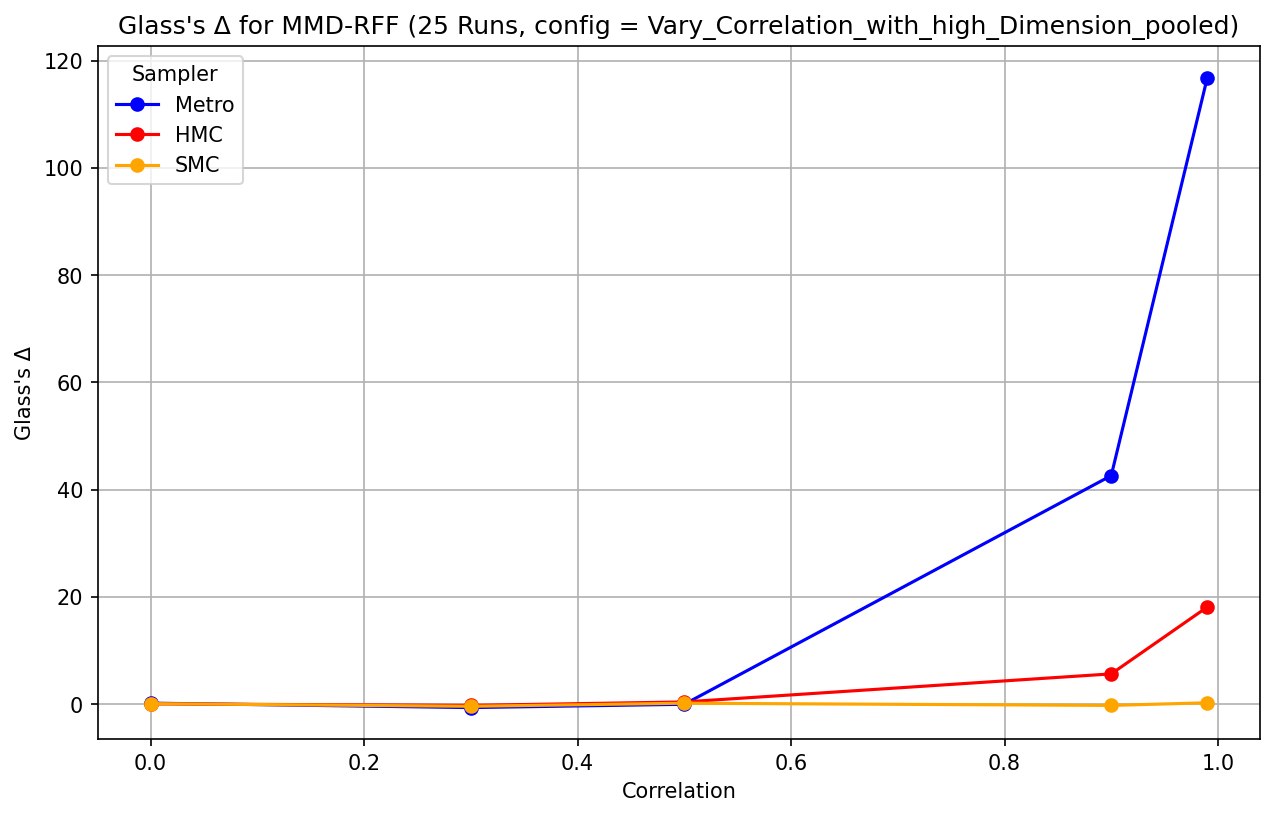 Glass's Δ for MMD-RFF (25 Runs, config = Vary_Correlation_with_high_Dimension_pooled)
Sampler
Metro
HMC
SMC
120
100
80
60
40
20
0
Glass's Δ
0.0 0.2 0.4 0.6 0.8 1.0
Correlation